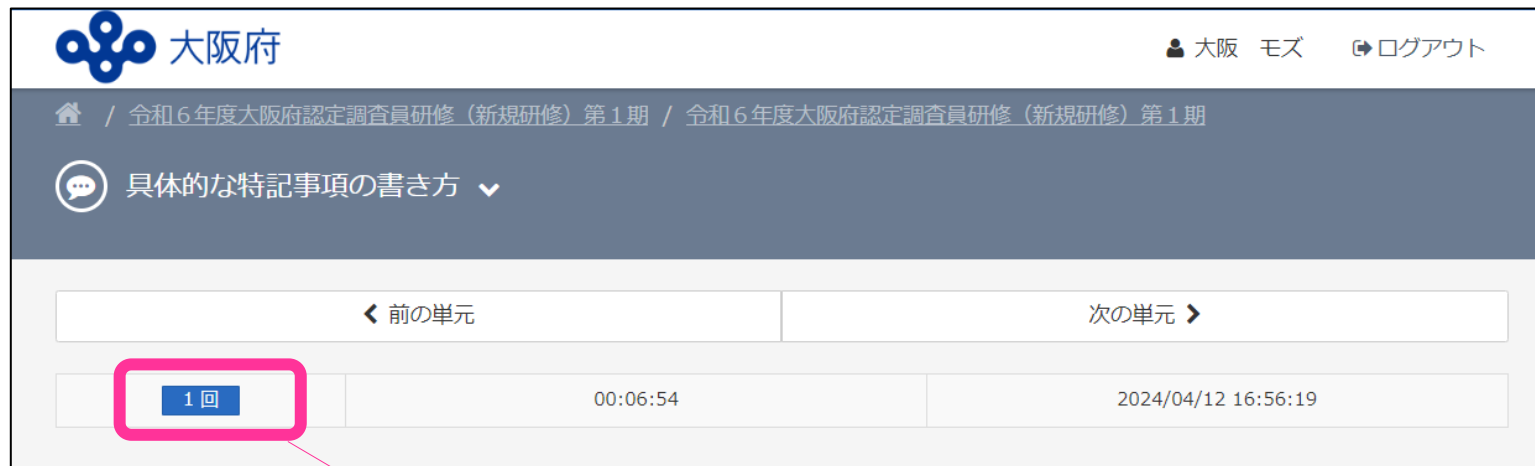 大阪府
大阪 モズ ログアウト
/ 令和６年度大阪府認定調査員研修（新規研修）第１期 / 令和６年度大阪府認定調査員研修（新規研修）第１期
具体的な特記事項の書き方
前の単元 次の単元
1 回 00:06:54 2024/04/12 16:56:19